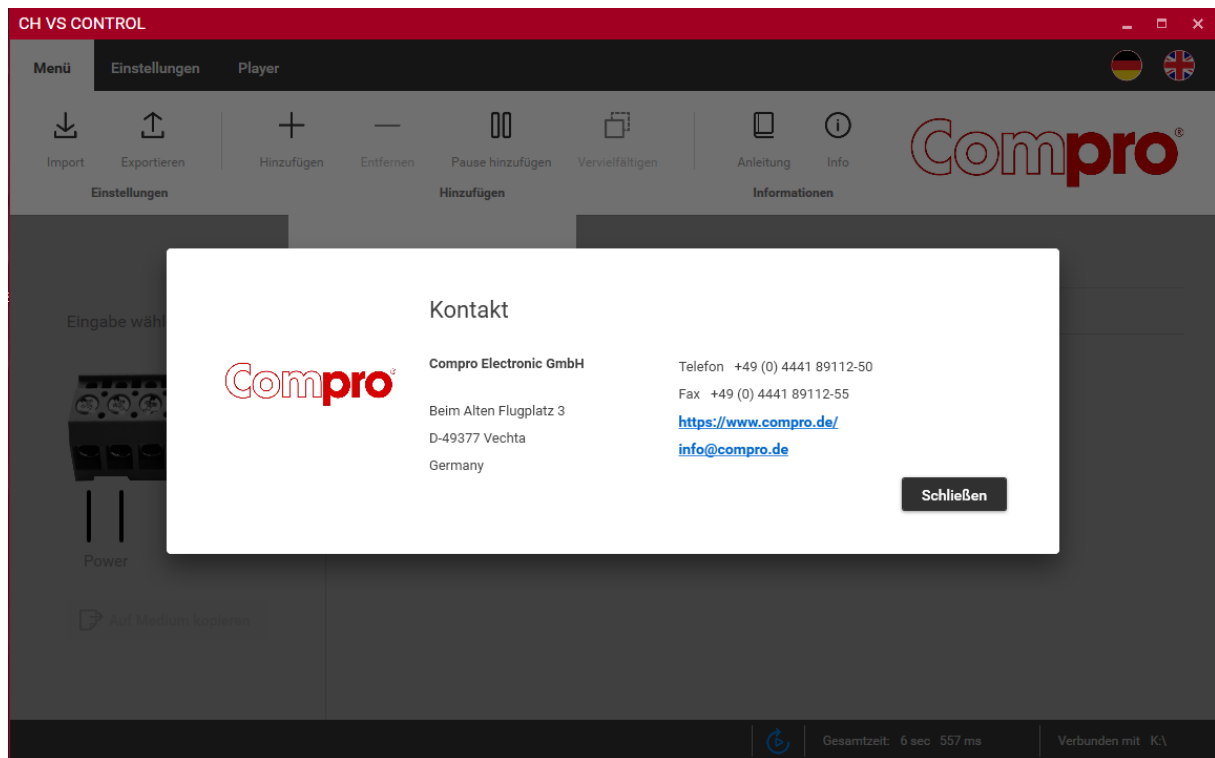 CH VS CONTROL
Menü Einstellungen Player
Import Exportieren Hinzufügen Entfernen Pause hinzufügen Vervielfältigen Anleitung Info
Einstellungen Hinzufügen Informationen
Compro®
Eingabe wähl
Kontakt
Compro®
Compro Electronic GmbH
Beim Alten Flugplatz 3
D-49377 Vechta
Germany
Telefon +49 (0) 4441 89112-50
Fax +49 (0) 4441 89112-55
https://www.compro.de/
info@compro.de
Schließen
Power
Auf Medium kopieren
Gesamtzeit: 6 sec 557 ms Verbunden mit K:\